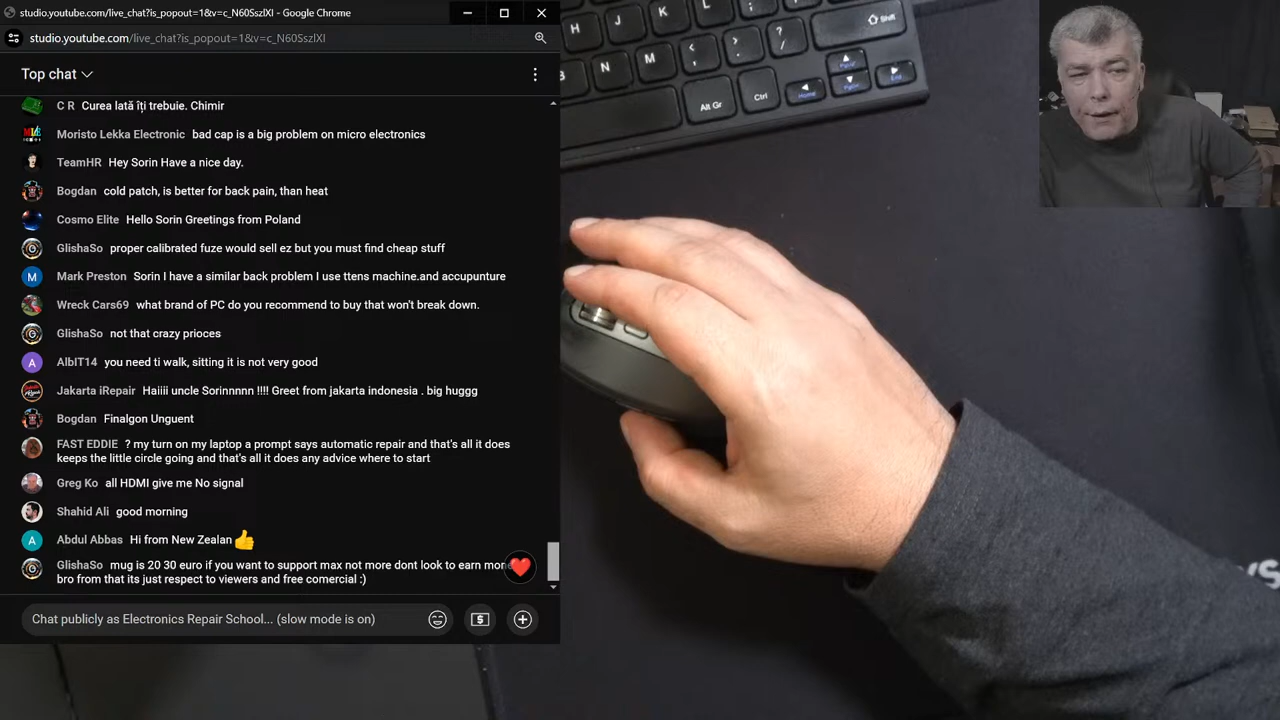 studio.youtube.com/live_chat?is_popout=1&v=c_N60SszlXI - Google Chrome
studio.youtube.com/live_chat?is_popout=1&v=c_N60SszlXI
Top chat
C R Curea lată îți trebuie. Chimir
Moristo Lekka Electronic bad cap is a big problem on micro electronics
TeamHR Hey Sorin Have a nice day.
Bogdan cold patch, is better for back pain, than heat
Cosmo Elite Hello Sorin Greetings from Poland
GlishaSo proper calibrated fuze would sell ez but you must find cheap stuff
M Mark Preston Sorin I have a similar back problem I use ttens machine.and accupunture
Wreck Cars69 what brand of PC do you recommend to buy that won't break down.
GlishaSo not that crazy prioces
A AlbIT14 you need ti walk, sitting it is not very good
Jakarta iRepair Haiiii uncle Sorinnnnn !!!! Greet from jakarta indonesia . big huggg
Bogdan Finalgon Unguent
FAST EDDIE ? my turn on my laptop a prompt says automatic repair and that's all it does
keeps the little circle going and that's all it does any advice where to start
Greg Ko all HDMI give me No signal
Shahid Ali good morning
A Abdul Abbas Hi from New Zealan
GlishaSo mug is 20 30 euro if you want to support max not more dont look to earn more
bro from that its just respect to viewers and free comercial :)
Chat publicly as Electronics Repair School... (slow mode is on)
H J K L ; 
B N M < , > . ? /
Shift
Alt Gr Ctrl Home PgUp PgDn End